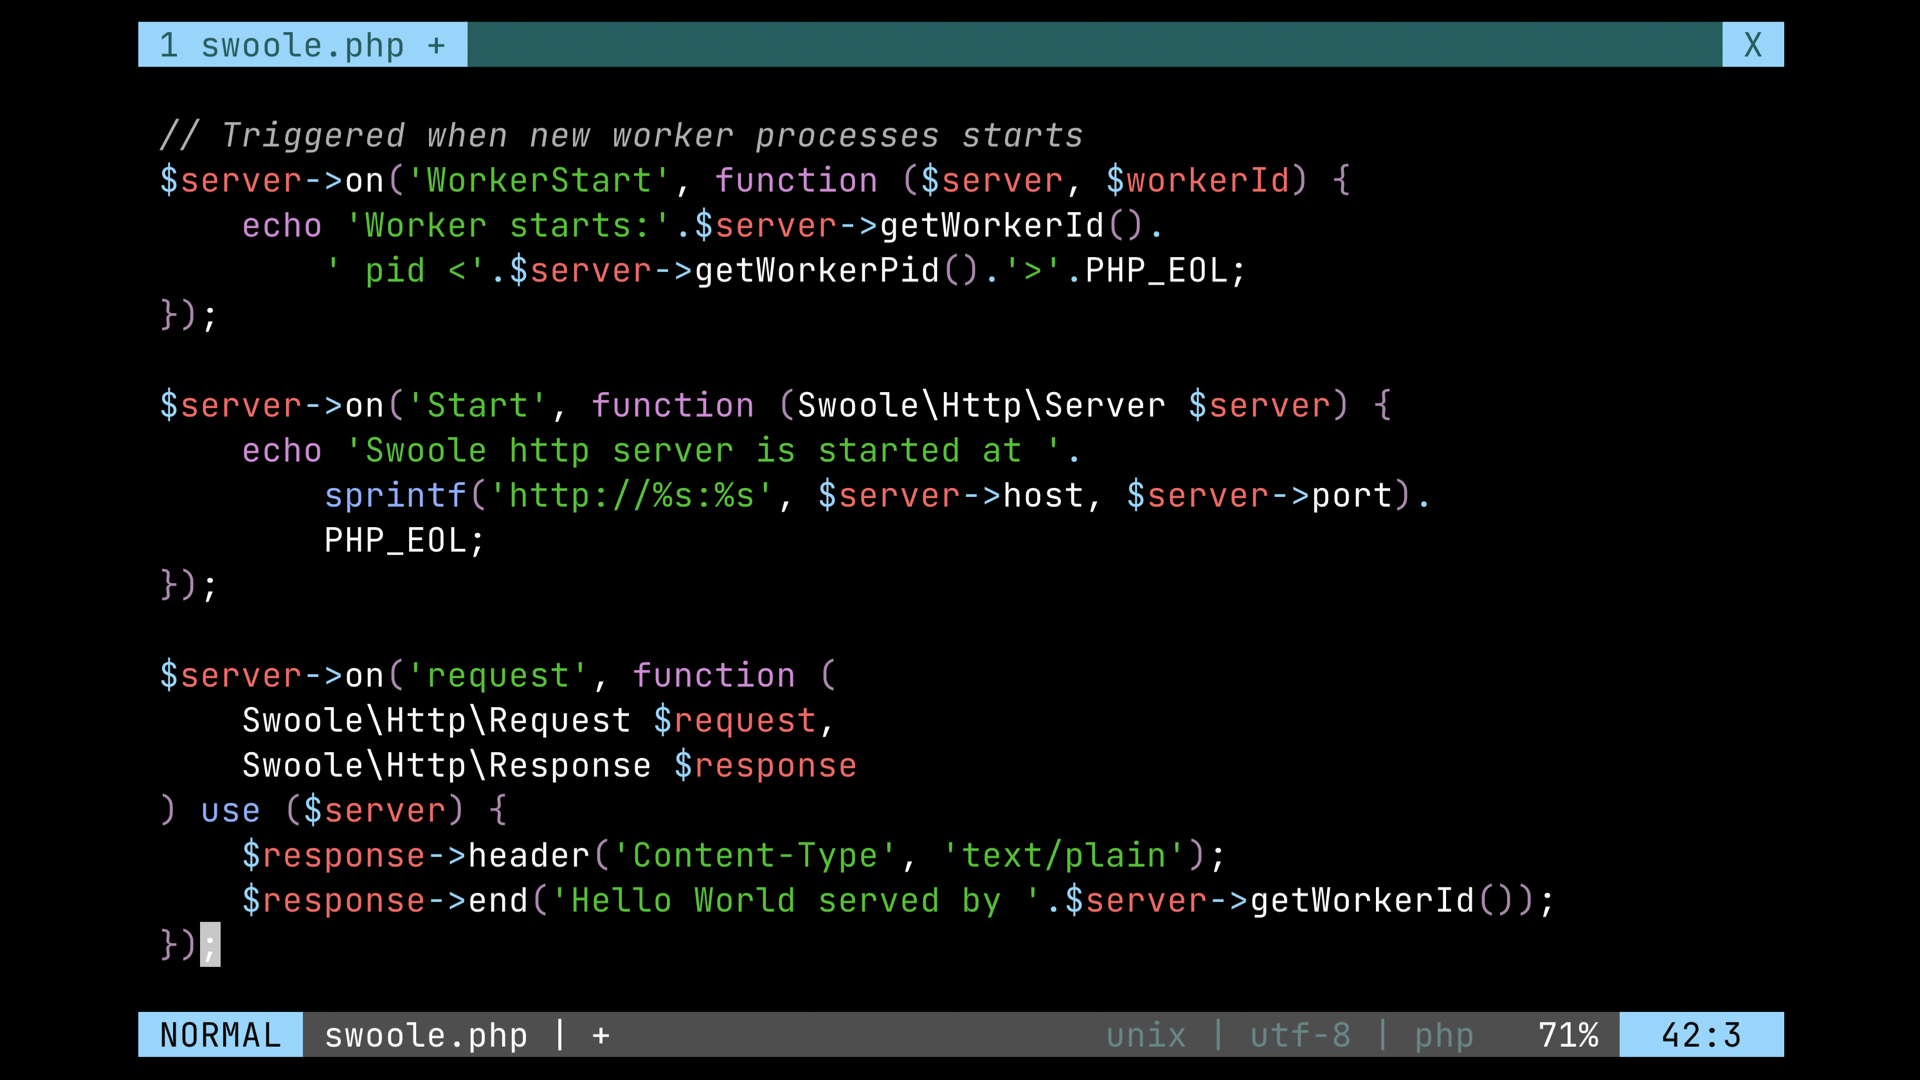 1 swoole.php + X
// Triggered when new worker processes starts
$server->on('WorkerStart', function ($server, $workerId) {
    echo 'Worker starts:'.$server->getWorkerId().
        ' pid <'.$server->getWorkerPid().'>'.PHP_EOL;
});

$server->on('Start', function (Swoole\Http\Server $server) {
    echo 'Swoole http server is started at '.
        sprintf('http://%s:%s', $server->host, $server->port).
        PHP_EOL;
});

$server->on('request', function (
    Swoole\Http\Request $request,
    Swoole\Http\Response $response
) use ($server) {
    $response->header('Content-Type', 'text/plain');
    $response->end('Hello World served by '.$server->getWorkerId());
});
NORMAL swoole.php | + unix | utf-8 | php 71% 42:3